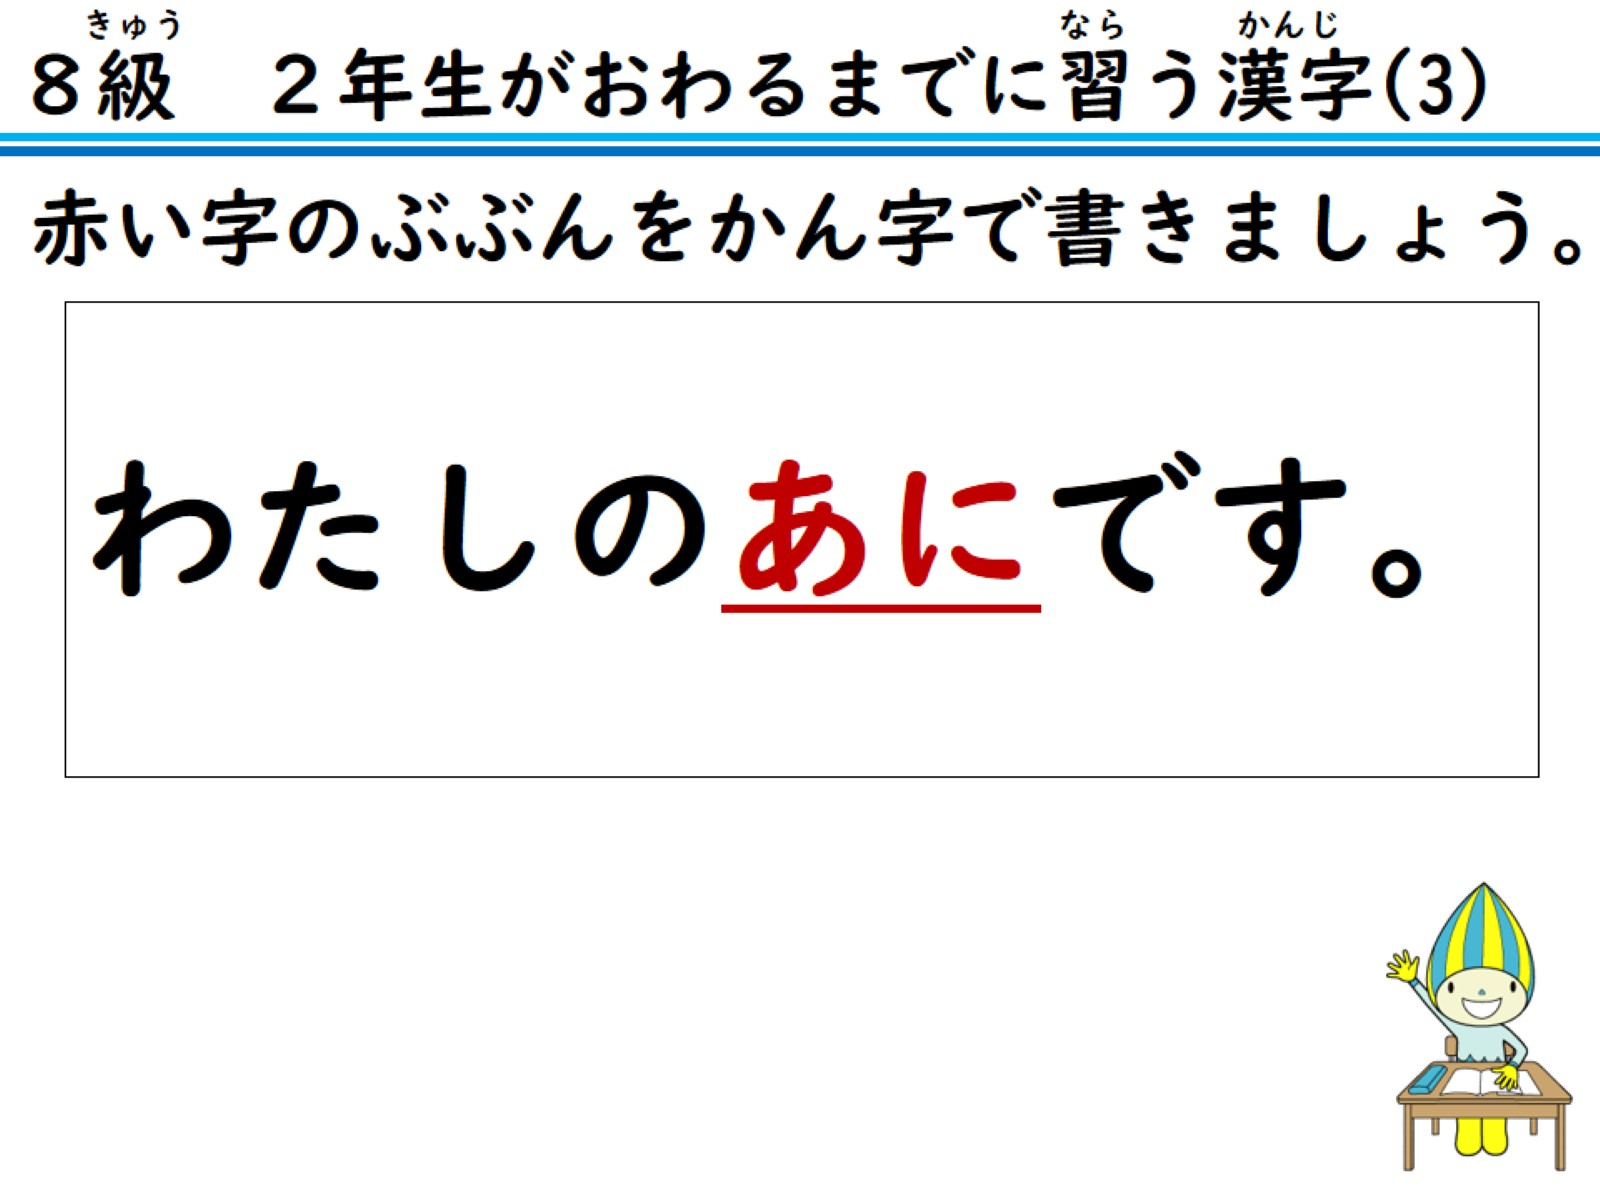 きゅう なら かんじ
８級　２年生がおわるまでに習う漢字(3)
赤い字のぶぶんをかん字で書きましょう。
わたしのあにです。